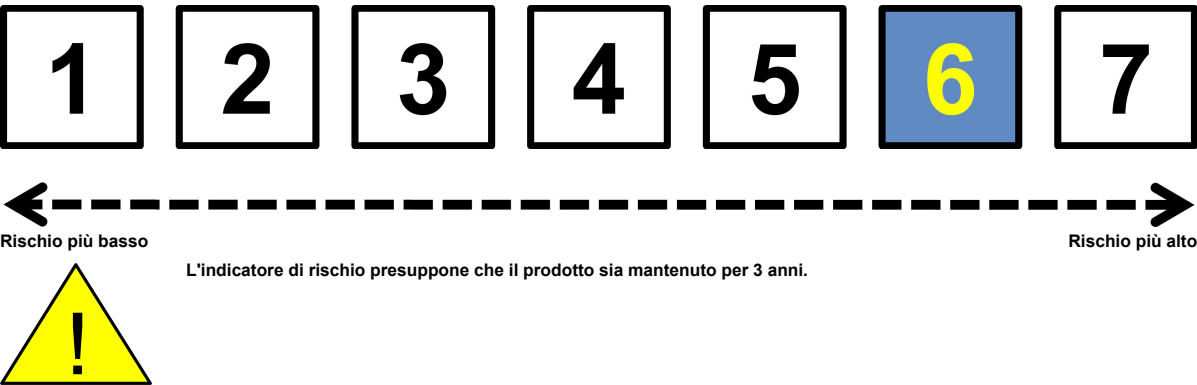 1 2 3 4 5 6 7
Rischio più basso Rischio più alto
L'indicatore di rischio presuppone che il prodotto sia mantenuto per 3 anni.
!